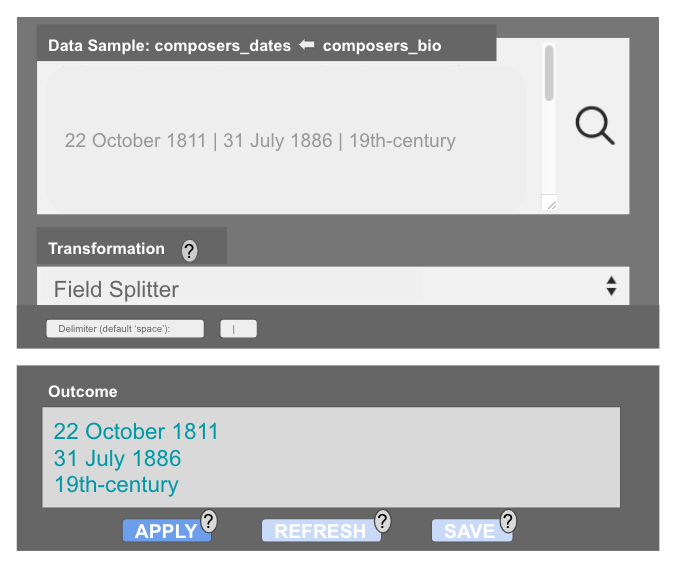 Data Sample: composers_dates ⬅ composers_bio
22 October 1811 | 31 July 1886 | 19th-century
Transformation ?
Field Splitter
Delimiter (default ‘space’): |
Outcome
22 October 1811
31 July 1886
19th-century
APPLY ? REFRESH ? SAVE ?